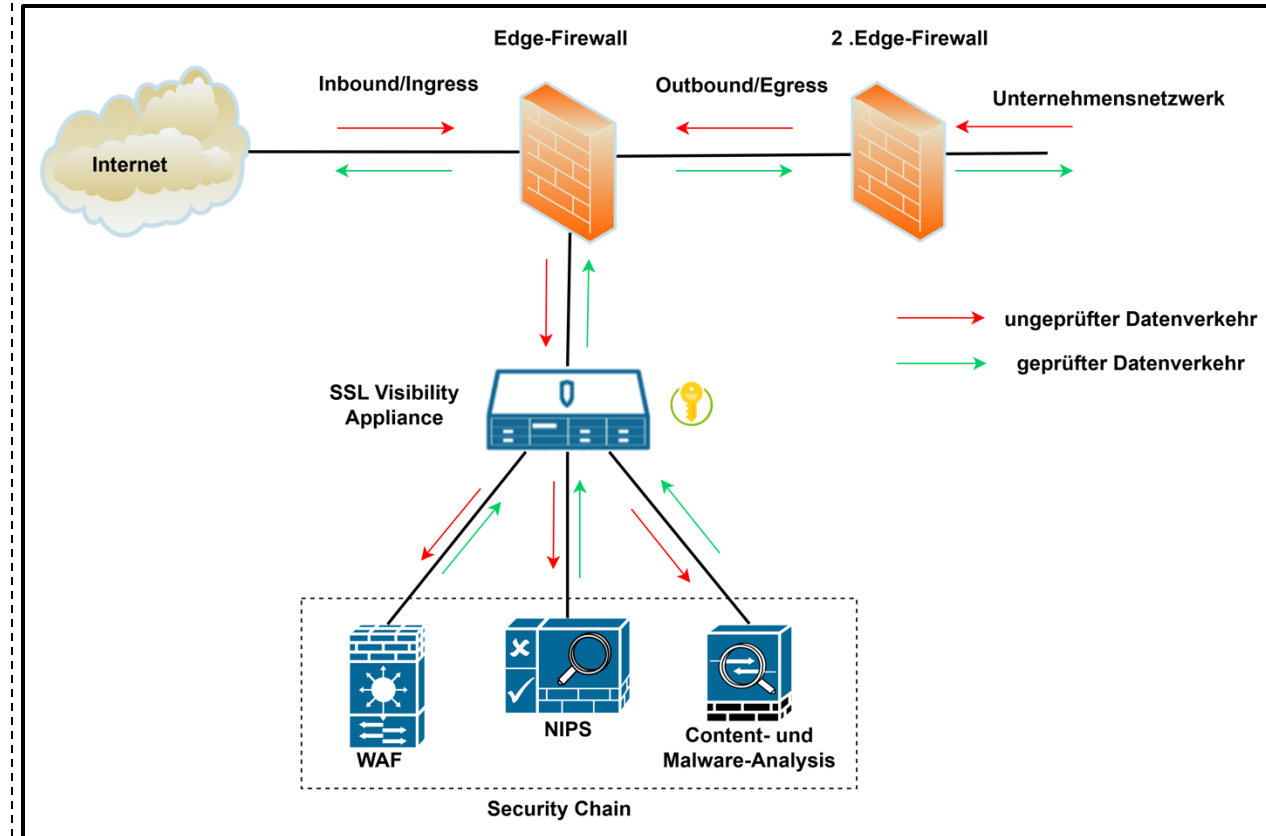 Edge-Firewall
2 .Edge-Firewall
Inbound/Ingress
Outbound/Egress
Unternehmensnetzwerk
Internet
ungeprüfter Datenverkehr
geprüfter Datenverkehr
SSL Visibility
Appliance
WAF
NIPS
Content- und
Malware-Analysis
Security Chain